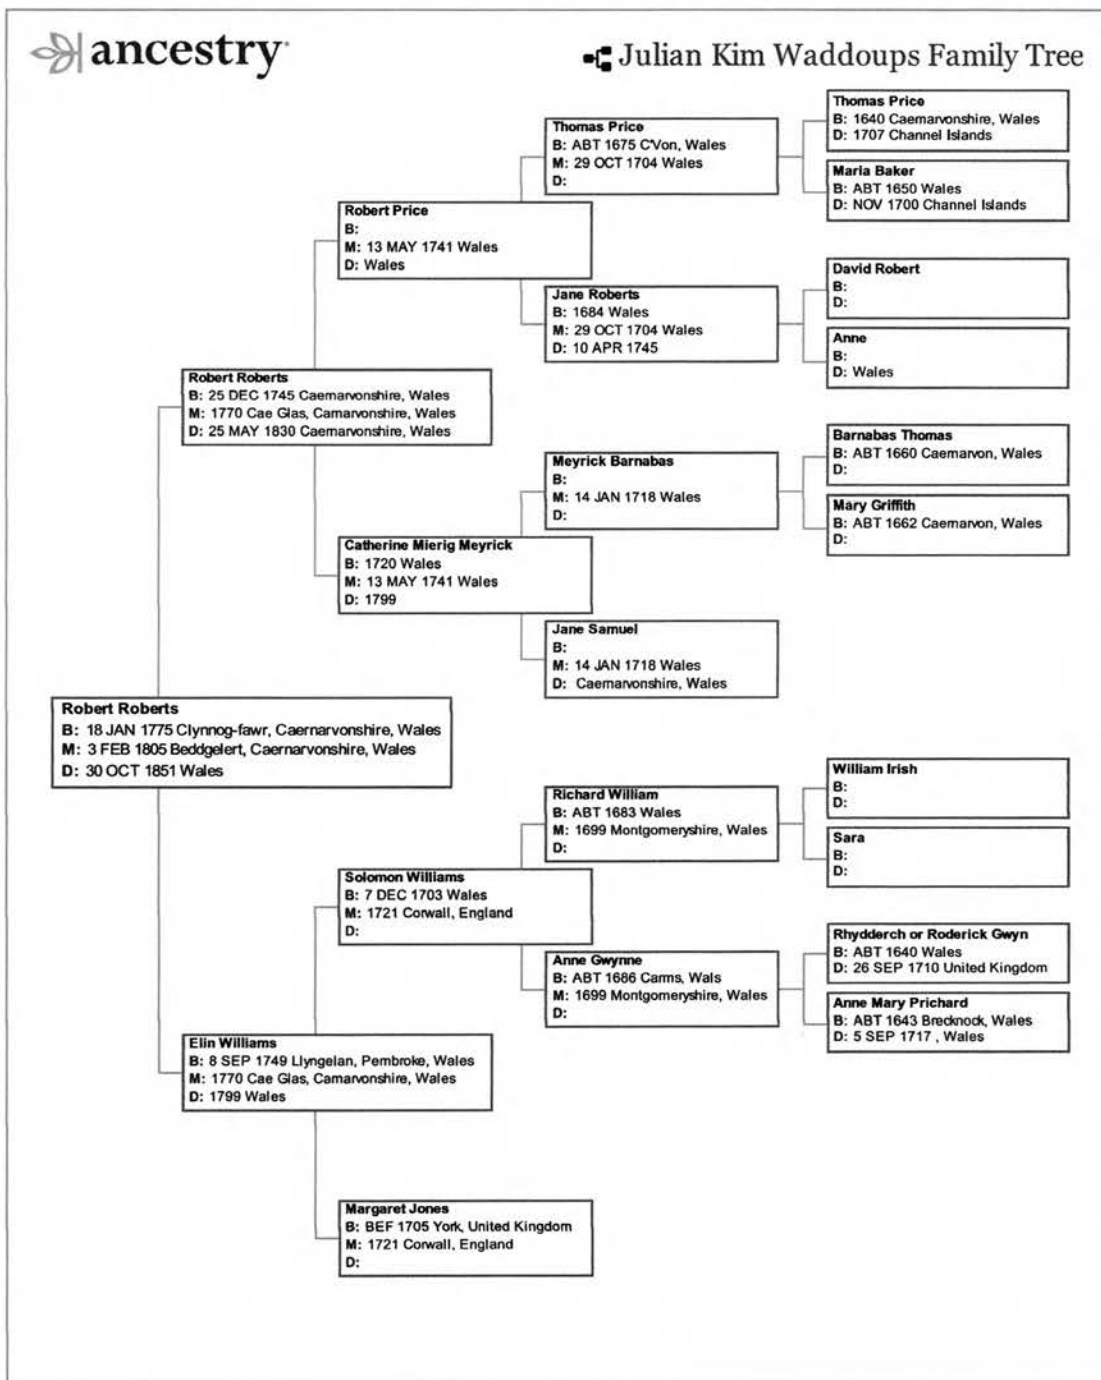 ancestry
Julian Kim Waddoups Family Tree
Thomas Price
B: 1640 Caernarvonshire, Wales
D: 1707 Channel Islands
Thomas Price
B: ABT 1675 C'Von, Wales
M: 29 OCT 1704 Wales
D:
Maria Baker
B: ABT 1650 Wales
D: NOV 1700 Channel Islands
Robert Price
B:
M: 13 MAY 1741 Wales
D: Wales
David Robert
B:
D:
Jane Roberts
B: 1684 Wales
M: 29 OCT 1704 Wales
D: 10 APR 1745
Anne
B:
D: Wales
Robert Roberts
B: 25 DEC 1745 Caernarvonshire, Wales
M: 1770 Cae Glas, Carnarvonshire, Wales
D: 25 MAY 1830 Caernarvonshire, Wales
Barnabas Thomas
B: ABT 1660 Caernarvon, Wales
D:
Meyrick Barnabas
B:
M: 14 JAN 1718 Wales
D:
Mary Griffith
B: ABT 1662 Caernarvon, Wales
D:
Catherine Mierig Meyrick
B: 1720 Wales
M: 13 MAY 1741 Wales
D: 1799
Jane Samuel
B:
M: 14 JAN 1718 Wales
D: Caernarvonshire, Wales
Robert Roberts
B: 18 JAN 1775 Clynnog-fawr, Caernarvonshire, Wales
M: 3 FEB 1805 Beddgelert, Caernarvonshire, Wales
D: 30 OCT 1851 Wales
William Irish
B:
D:
Richard William
B: ABT 1683 Wales
M: 1699 Montgomeryshire, Wales
D:
Sara
B:
D:
Solomon Williams
B: 7 DEC 1703 Wales
M: 1721 Corwall, England
D:
Rhydderch or Roderick Gwyn
B: ABT 1640 Wales
D: 26 SEP 1710 United Kingdom
Anne Gwynne
B: ABT 1686 Carms, Wals
M: 1699 Montgomeryshire, Wales
D:
Anne Mary Prichard
B: ABT 1643 Brecknock, Wales
D: 5 SEP 1717 , Wales
Elin Williams
B: 8 SEP 1749 Llyngelan, Pembroke, Wales
M: 1770 Cae Glas, Carnarvonshire, Wales
D: 1799 Wales
Margaret Jones
B: BEF 1705 York, United Kingdom
M: 1721 Corwall, England
D: